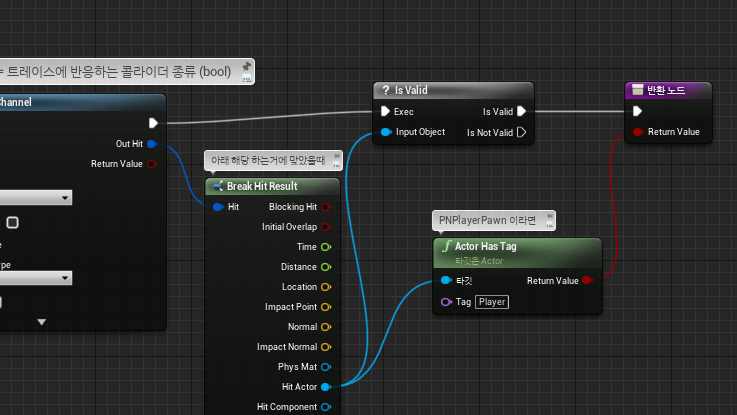 = 트레이스에 반응하는 콜라이더 종류 (bool)
Channel
Out Hit
Return Value
ype
아래 해당 하는거에 맞았을때
Break Hit Result
Hit
Blocking Hit
Initial Overlap
Time
Distance
Location
Impact Point
Normal
Impact Normal
Phys Mat
Hit Actor
Hit Component
? Is Valid
Exec
Is Valid
Input Object
Is Not Valid
PNPlayerPawn 이라면
f Actor Has Tag
타깃은 Actor
타깃
Return Value
Tag Player
반환 노드
Return Value